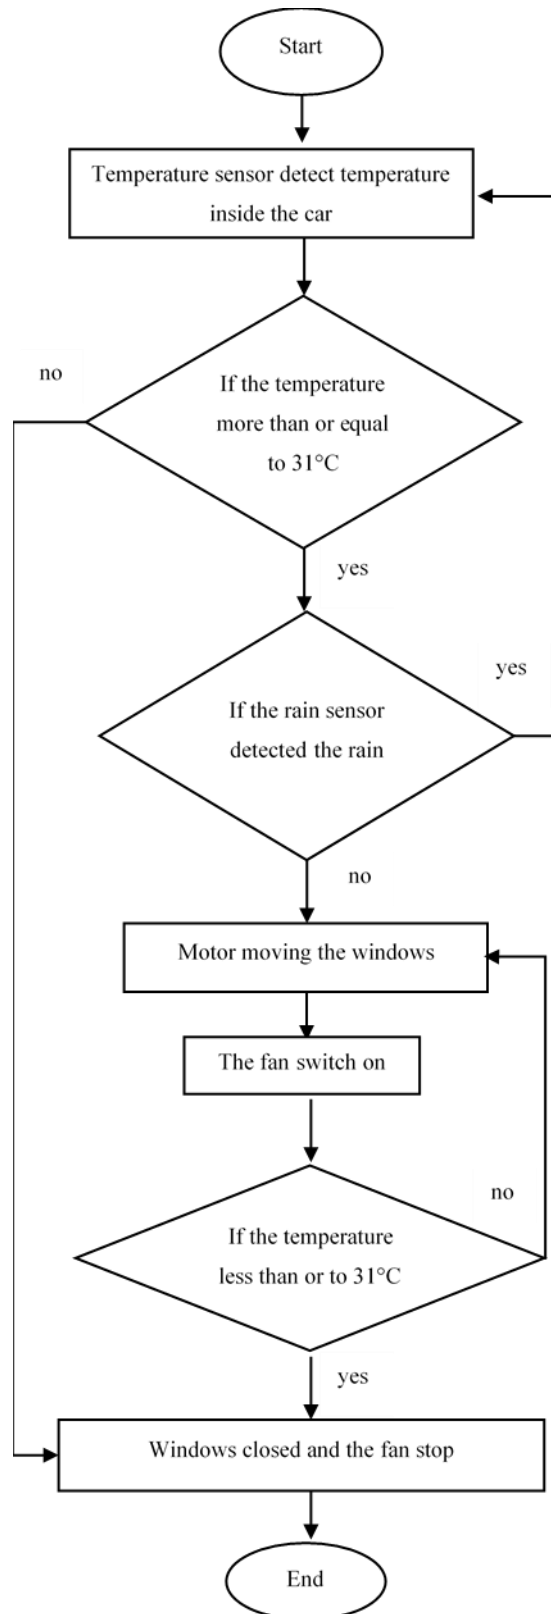 Start
Temperature sensor detect temperature
inside the car
no
If the temperature
more than or equal
to 31°C
yes
yes
If the rain sensor
detected the rain
no
Motor moving the windows
The fan switch on
no
If the temperature
less than or to 31°C
yes
Windows closed and the fan stop
End